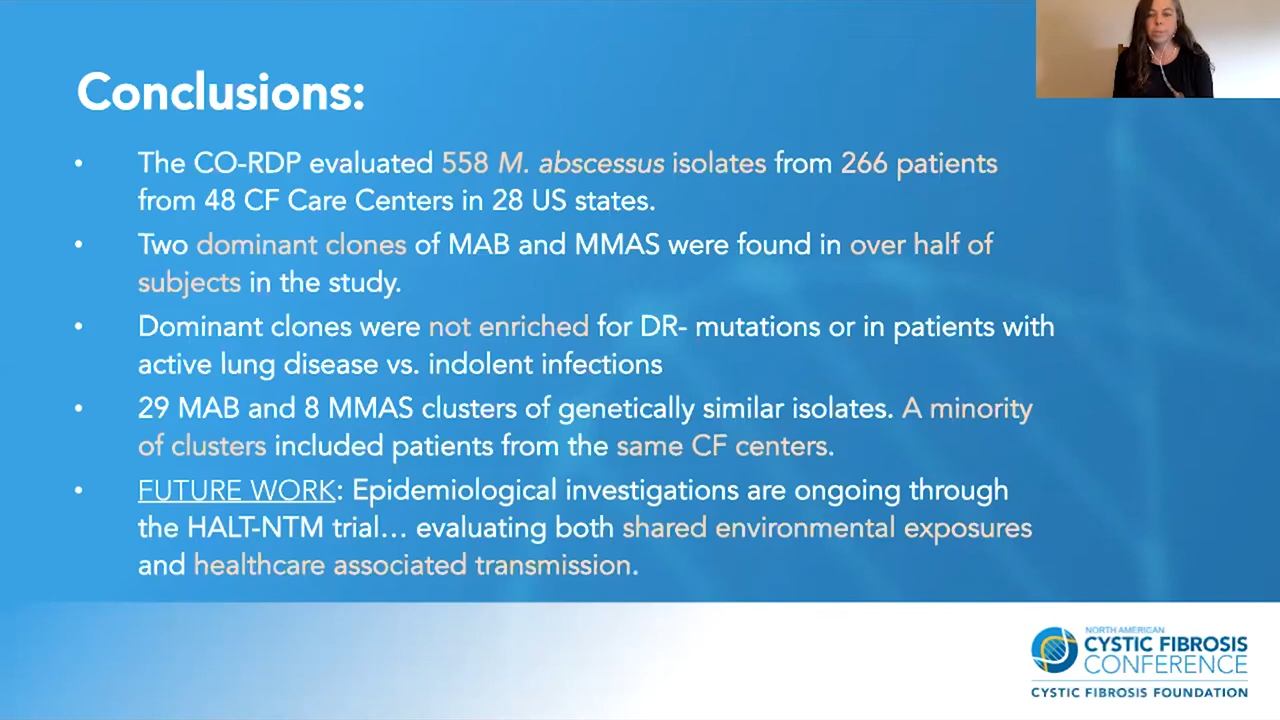 Conclusions:
• The CO-RDP evaluated 558 M. abscessus isolates from 266 patients
from 48 CF Care Centers in 28 US states.
• Two dominant clones of MAB and MMAS were found in over half of
subjects in the study.
• Dominant clones were not enriched for DR- mutations or in patients with
active lung disease vs. indolent infections
• 29 MAB and 8 MMAS clusters of genetically similar isolates. A minority
of clusters included patients from the same CF centers.
• FUTURE WORK: Epidemiological investigations are ongoing through
the HALT-NTM trial… evaluating both shared environmental exposures
and healthcare associated transmission.
NORTH AMERICAN
CYSTIC FIBROSIS
CONFERENCE
CYSTIC FIBROSIS FOUNDATION